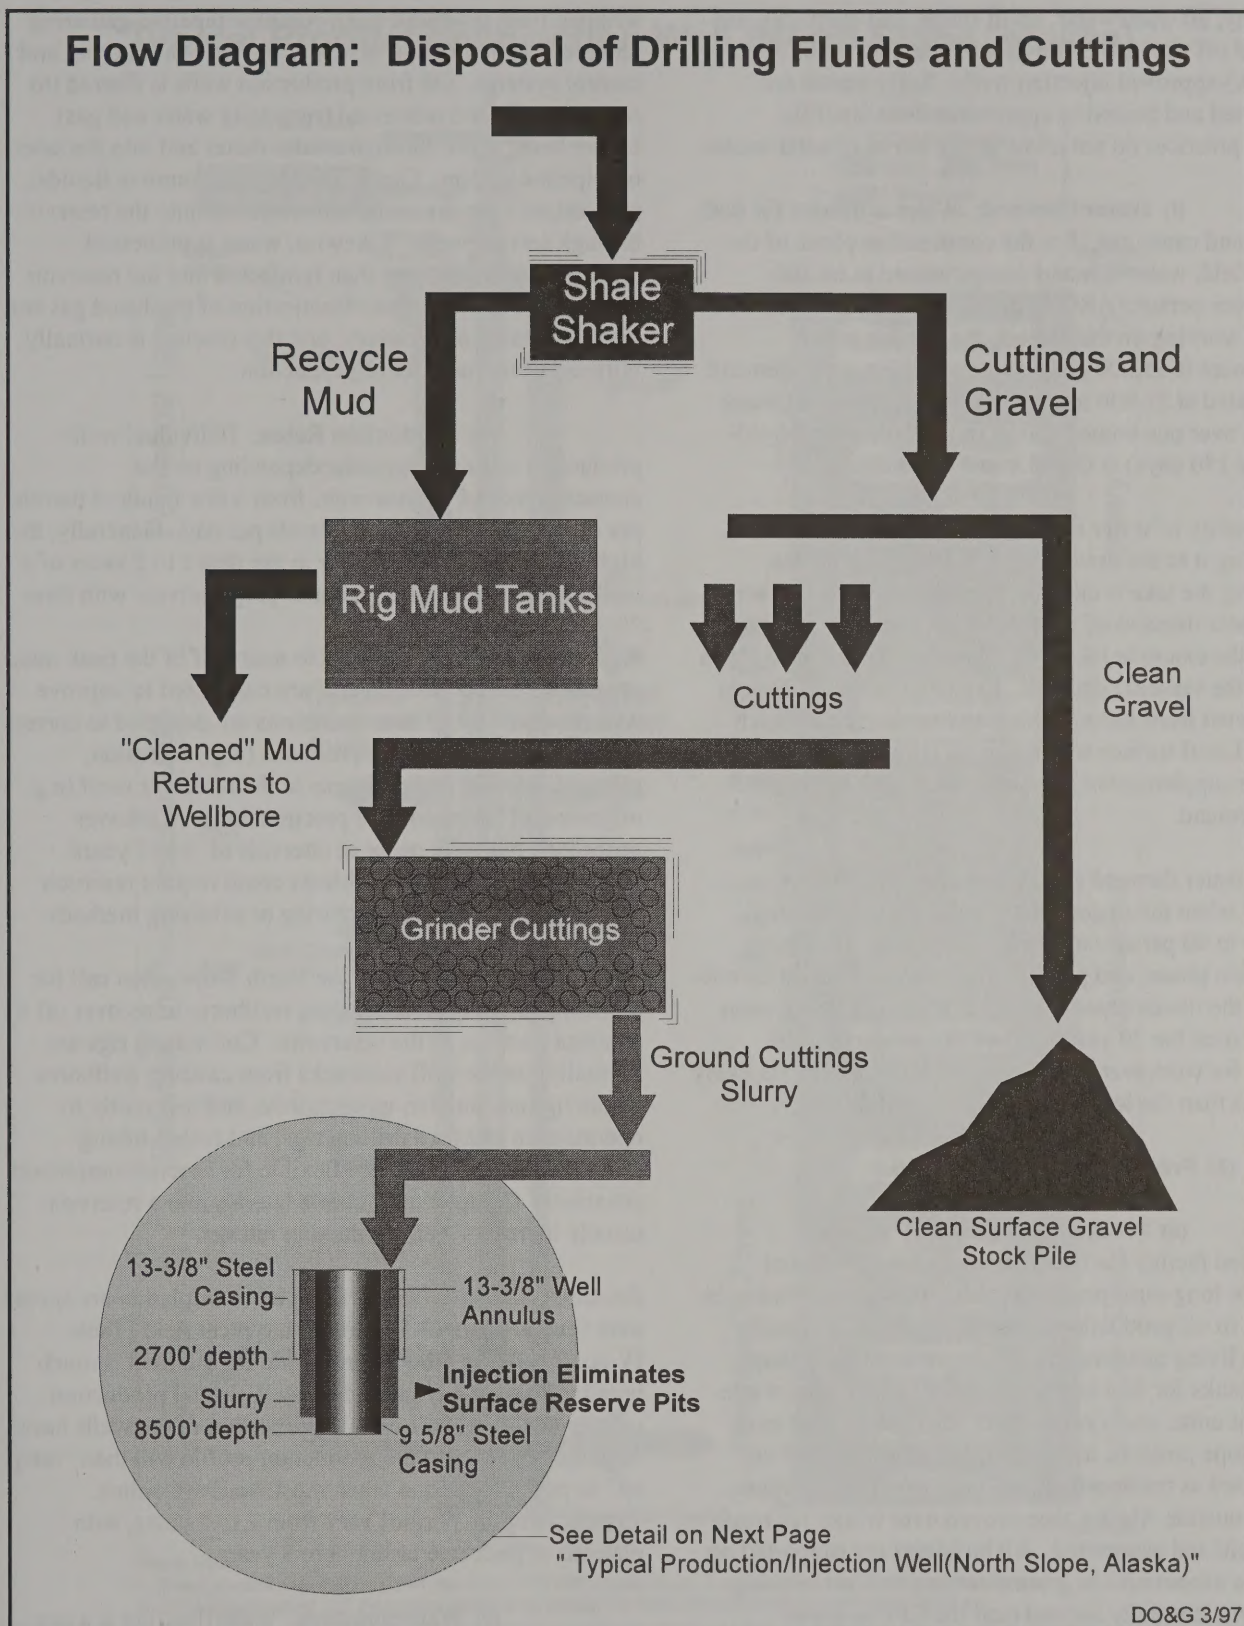 Flow Diagram: Disposal of Drilling Fluids and Cuttings
Shale
Shaker
Recycle
Mud
Cuttings and
Gravel
Rig Mud Tanks
Cuttings
Clean
Gravel
"Cleaned" Mud
Returns to
Wellbore
Grinder Cuttings
Ground Cuttings
Slurry
Clean Surface Gravel
Stock Pile
13-3/8" Steel
Casing
13-3/8" Well
Annulus
2700' depth
Injection Eliminates
Surface Reserve Pits
Slurry
8500' depth
9 5/8" Steel
Casing
See Detail on Next Page
" Typical Production/Injection Well(North Slope, Alaska)"
DO&G 3/97